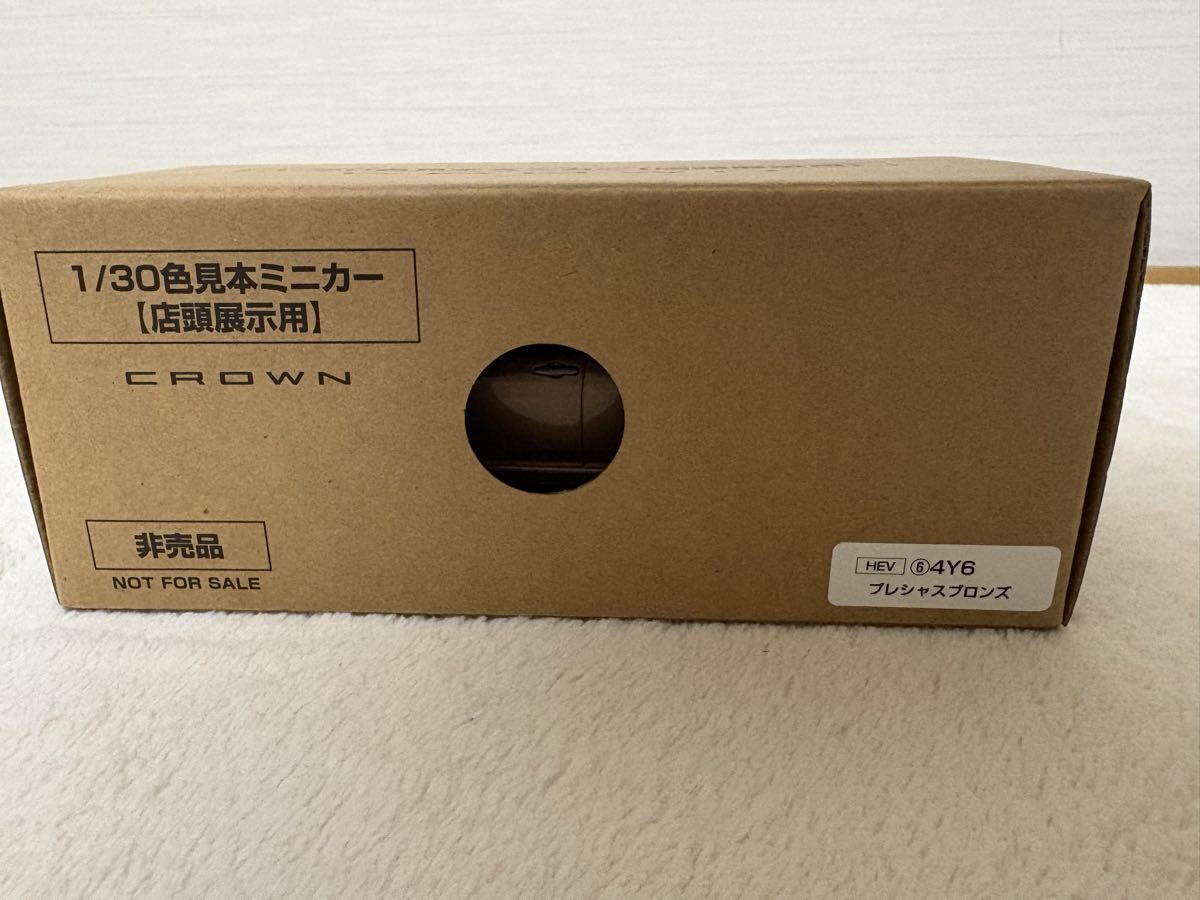 1/30色見本ミニカー
【店頭展示用】
CROWN
非売品
NOT FOR SALE
HEV ⑥4Y6
プレシャスブロンズ